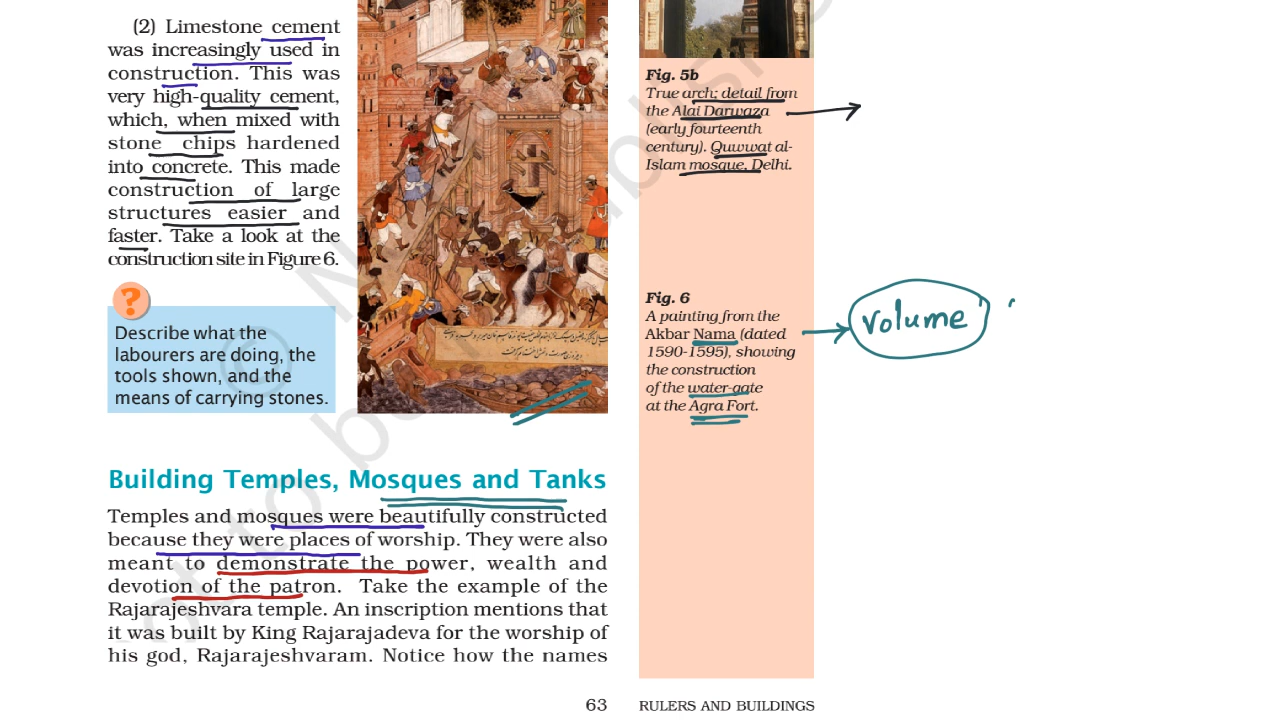 (2) Limestone cement
was increasingly used in
construction. This was
very high-quality cement,
which, when mixed with
stone chips hardened
into concrete. This made
construction of large
structures easier and
faster. Take a look at the
construction site in Figure 6.
?
Describe what the
labourers are doing, the
tools shown, and the
means of carrying stones.
Fig. 5b
True arch; detail from
the Alai Darwaza
(early fourteenth
century). Quwwat al-
Islam mosque, Delhi.
Fig. 6
A painting from the
Akbar Nama (dated
1590-1595), showing
the construction
of the water-gate
at the Agra Fort.
volume
Building Temples, Mosques and Tanks
Temples and mosques were beautifully constructed
because they were places of worship. They were also
meant to demonstrate the power, wealth and
devotion of the patron. Take the example of the
Rajarajeshvara temple. An inscription mentions that
it was built by King Rajarajadeva for the worship of
his god, Rajarajeshvaram. Notice how the names
63
RULERS AND BUILDINGS